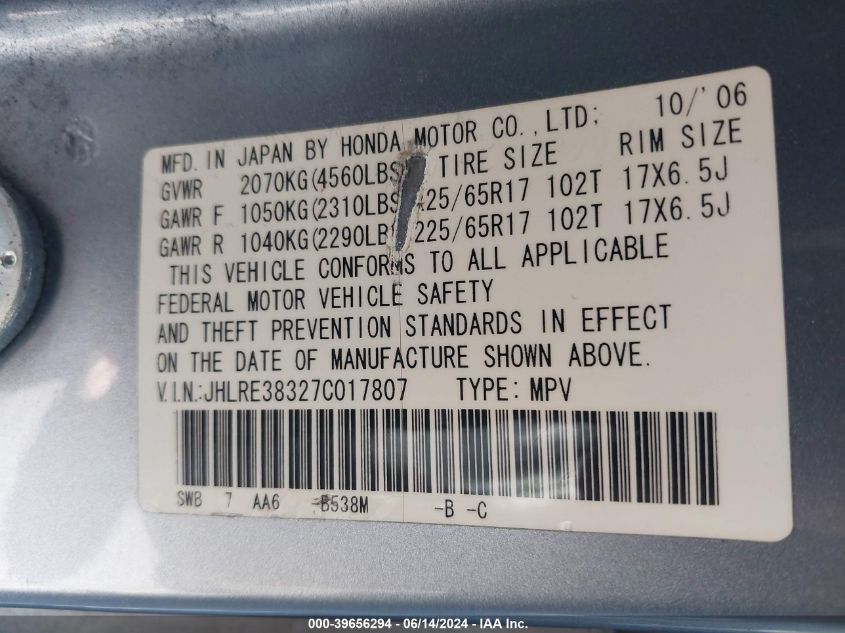 MFD. IN JAPAN BY HONDA MOTOR CO.,LTD; 10/'06
GVWR 2070KG(4560LBS) TIRE SIZE RIM SIZE
GAWR F 1050KG(2310LBS 225/65R17 102T 17X6.5J
GAWR R 1040KG(2290LBS 225/65R17 102T 17X6.5J
THIS VEHICLE CONFORMS TO ALL APPLICABLE
FEDERAL MOTOR VEHICLE SAFETY
AND THEFT PREVENTION STANDARDS IN EFFECT
ON THE DATE OF MANUFACTURE SHOWN ABOVE.
V.I.N.:JHLRE38327C017807 TYPE: MPV
SWB 7 AA6 -B538M -B -C
000-39656294 - 06/14/2024 - IAA Inc.